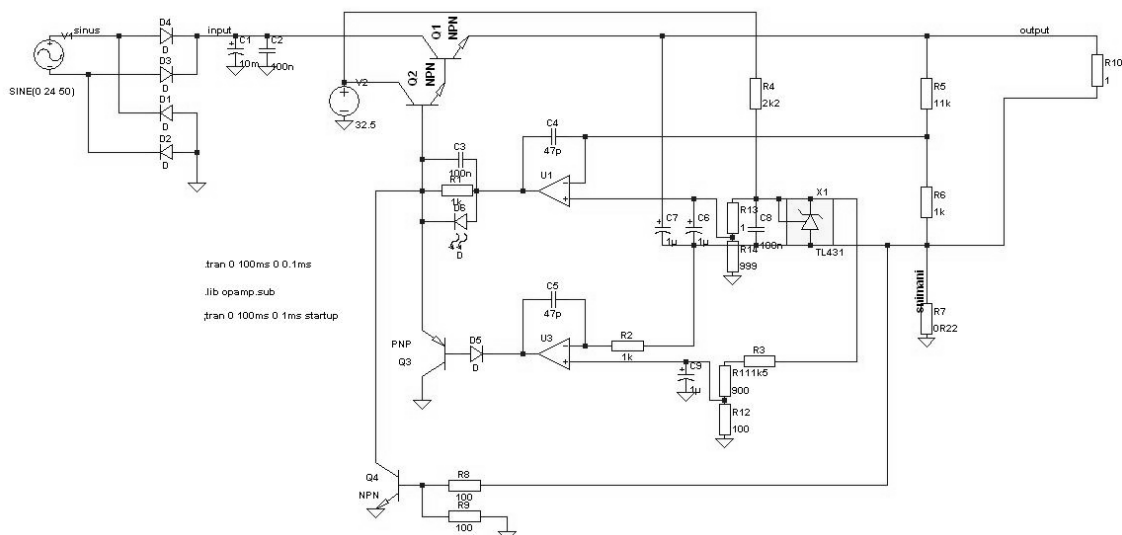 D4
V1
sinus
D
input
D3
D
D1
D
D2
D
SINE(0 24 50)
C1
10m
C2
100n
Q1
NPN
Q2
NPN
V2
32.5
R4
2k2
output
R10
1
R5
11k
C4
47p
C3
100n
R1
1k
D6
D
U1
R6
1k
X1
TL431
R13
1
R14
999
C8
100n
C7
1µ
C6
1µ
.tran 0 100ms 0 0.1ms
.lib opamp.sub
;tran 0 100ms 0 1ms startup
C5
47p
U3
R2
1k
PNP
Q3
D5
D
C9
1µ
R3
R111k5
900
R12
100
R7
0R22
Q4
NPN
R8
100
R9
100